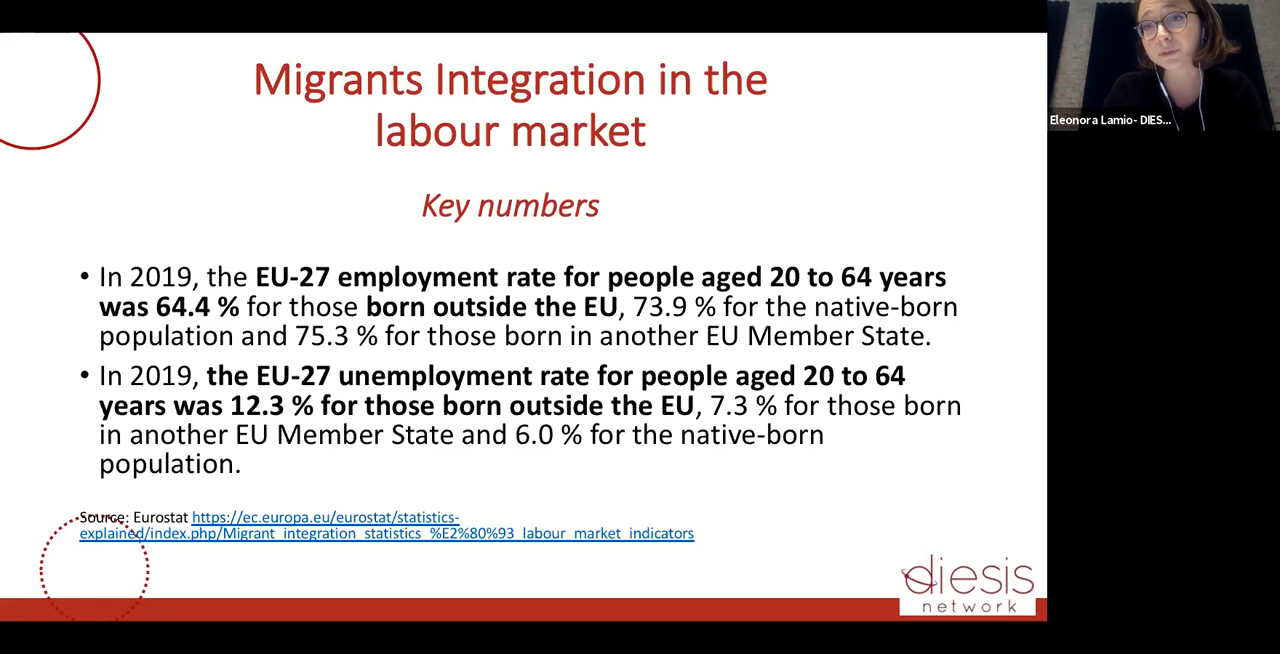 Migrants Integration in the
labour market
Key numbers
• In 2019, the EU-27 employment rate for people aged 20 to 64 years
was 64.4 % for those born outside the EU, 73.9 % for the native-born
population and 75.3 % for those born in another EU Member State.
• In 2019, the EU-27 unemployment rate for people aged 20 to 64
years was 12.3 % for those born outside the EU, 7.3 % for those born
in another EU Member State and 6.0 % for the native-born
population.
Source: Eurostat https://ec.europa.eu/eurostat/statistics-
explained/index.php/Migrant_integration_statistics_%E2%80%93_labour_market_indicators
diesis
network
Eleonora Lamio- DIES...